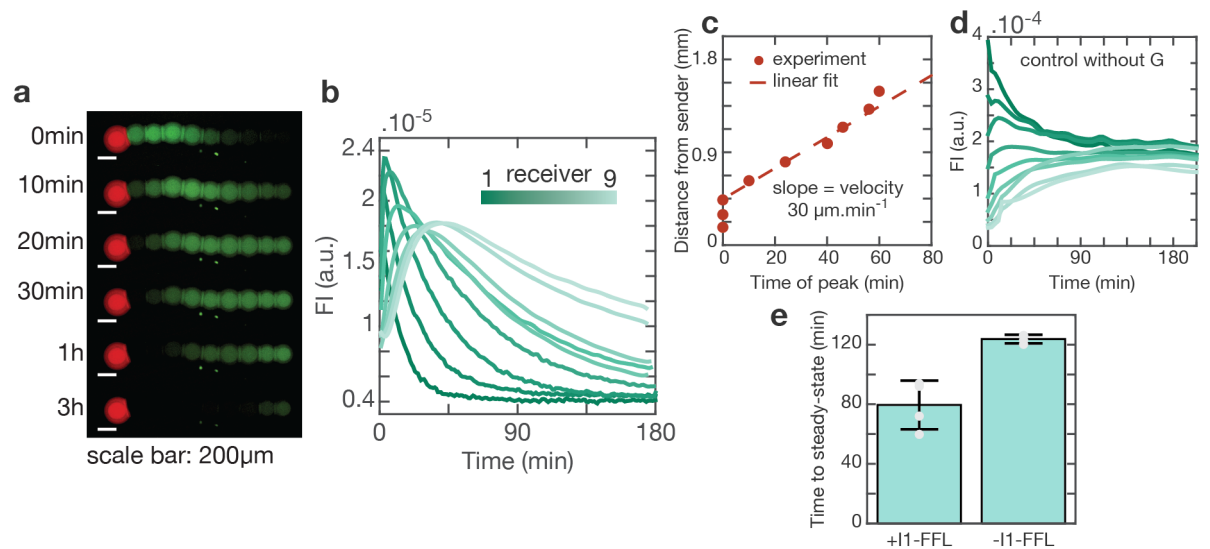 a
0min
10min
20min
30min
1h
3h
scale bar: 200µm
b
.10⁻⁵
2.4
2
1.5
1
0.4
FI (a.u.)
1 receiver 9
0 90 180
Time (min)
c
1.8
0.9
0
Distance from sender (mm)
experiment
linear fit
slope = velocity
30 µm.min⁻¹
0 20 40 60 80
Time of peak (min)
d
4 .10⁻⁴
3
2
1
0
FI (a.u.)
control without G
0 90 180
Time (min)
e
120
80
40
0
Time to steady-state (min)
+I1-FFL -I1-FFL